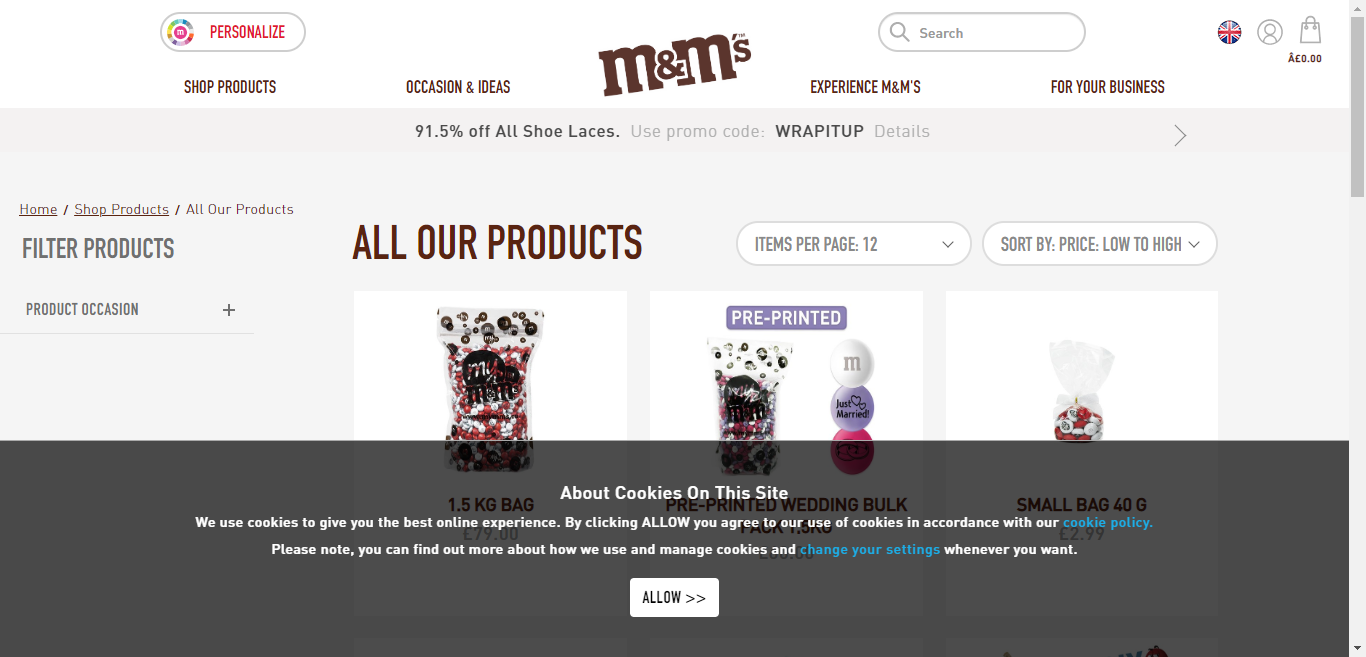 PERSONALIZE
m&m's
Search
Â£0.00
SHOP PRODUCTS
OCCASION & IDEAS
EXPERIENCE M&M'S
FOR YOUR BUSINESS
91.5% off All Shoe Laces. Use promo code: WRAPITUP Details
Home / Shop Products / All Our Products
FILTER PRODUCTS
PRODUCT OCCASION +
ALL OUR PRODUCTS
ITEMS PER PAGE: 12
SORT BY: PRICE: LOW TO HIGH
PRE-PRINTED
m
Just
Married!
my
m&m's
1.5 KG BAG
£79.00
PRE-PRINTED WEDDING BULK
PACK 1,5KG
SMALL BAG 40 G
£2.99
About Cookies On This Site
We use cookies to give you the best online experience. By clicking ALLOW you agree to our use of cookies in accordance with our cookie policy.
Please note, you can find out more about how we use and manage cookies and change your settings whenever you want.
ALLOW >>